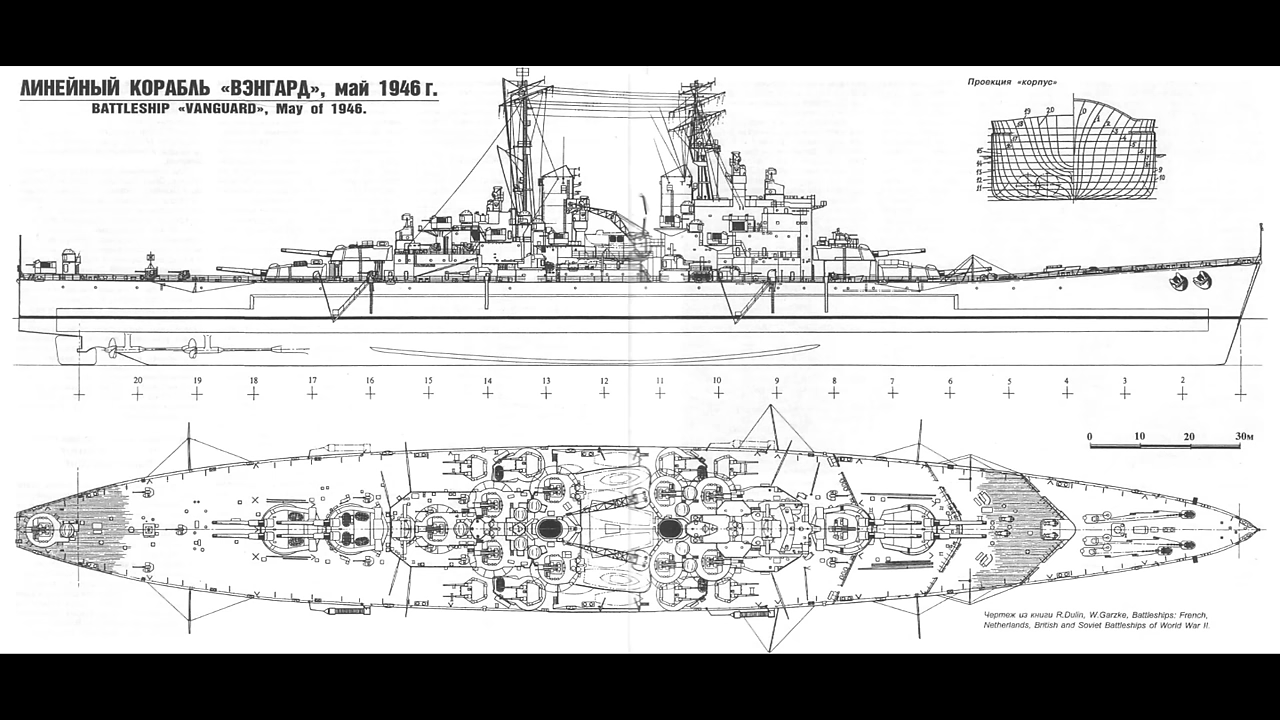 ЛИНЕЙНЫЙ КОРАБЛЬ «ВЭНГАРД», май 1946 г.
BATTLESHIP «VANGUARD», May of 1946.
Проекция «корпус»
20 19 18 17 16 15 14 13 12 11 10 9 8 7 6 5 4 3 2
0 10 20 30м
Чертеж из книги R.Dulin, W.Garzke, Battleships: French,
Netherlands, British and Soviet Battleships of World War II.